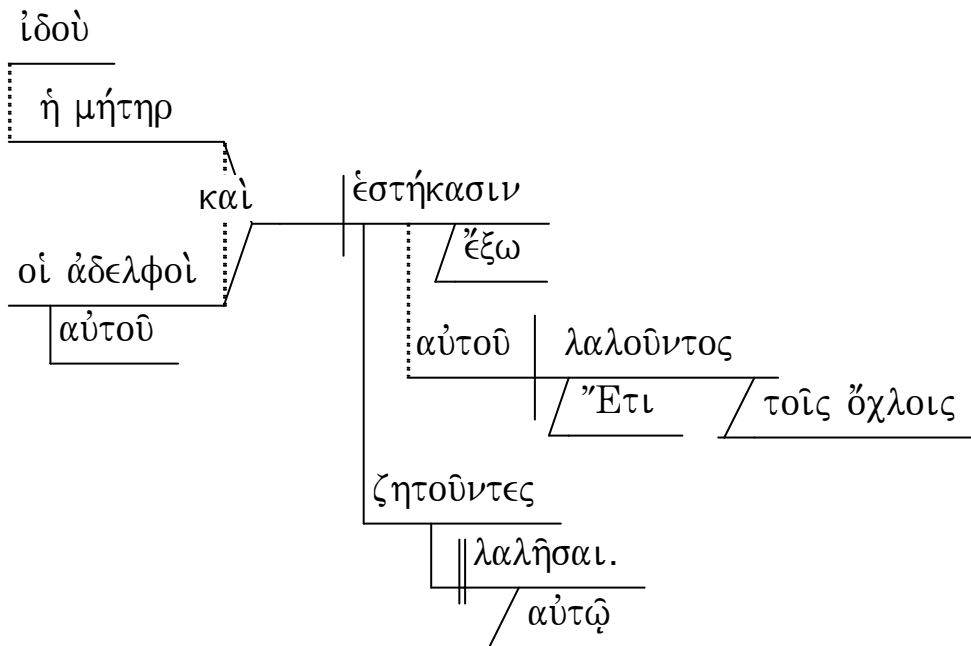 ἰδοὺ
ἡ μήτηρ
καὶ
ἑστήκασιν
ἔξω
οἱ ἀδελφοὶ
αὐτοῦ
αὐτοῦ λαλοῦντος
Ἔτι
τοῖς ὄχλοις
ζητοῦντες
λαλῆσαι.
αὐτῷ